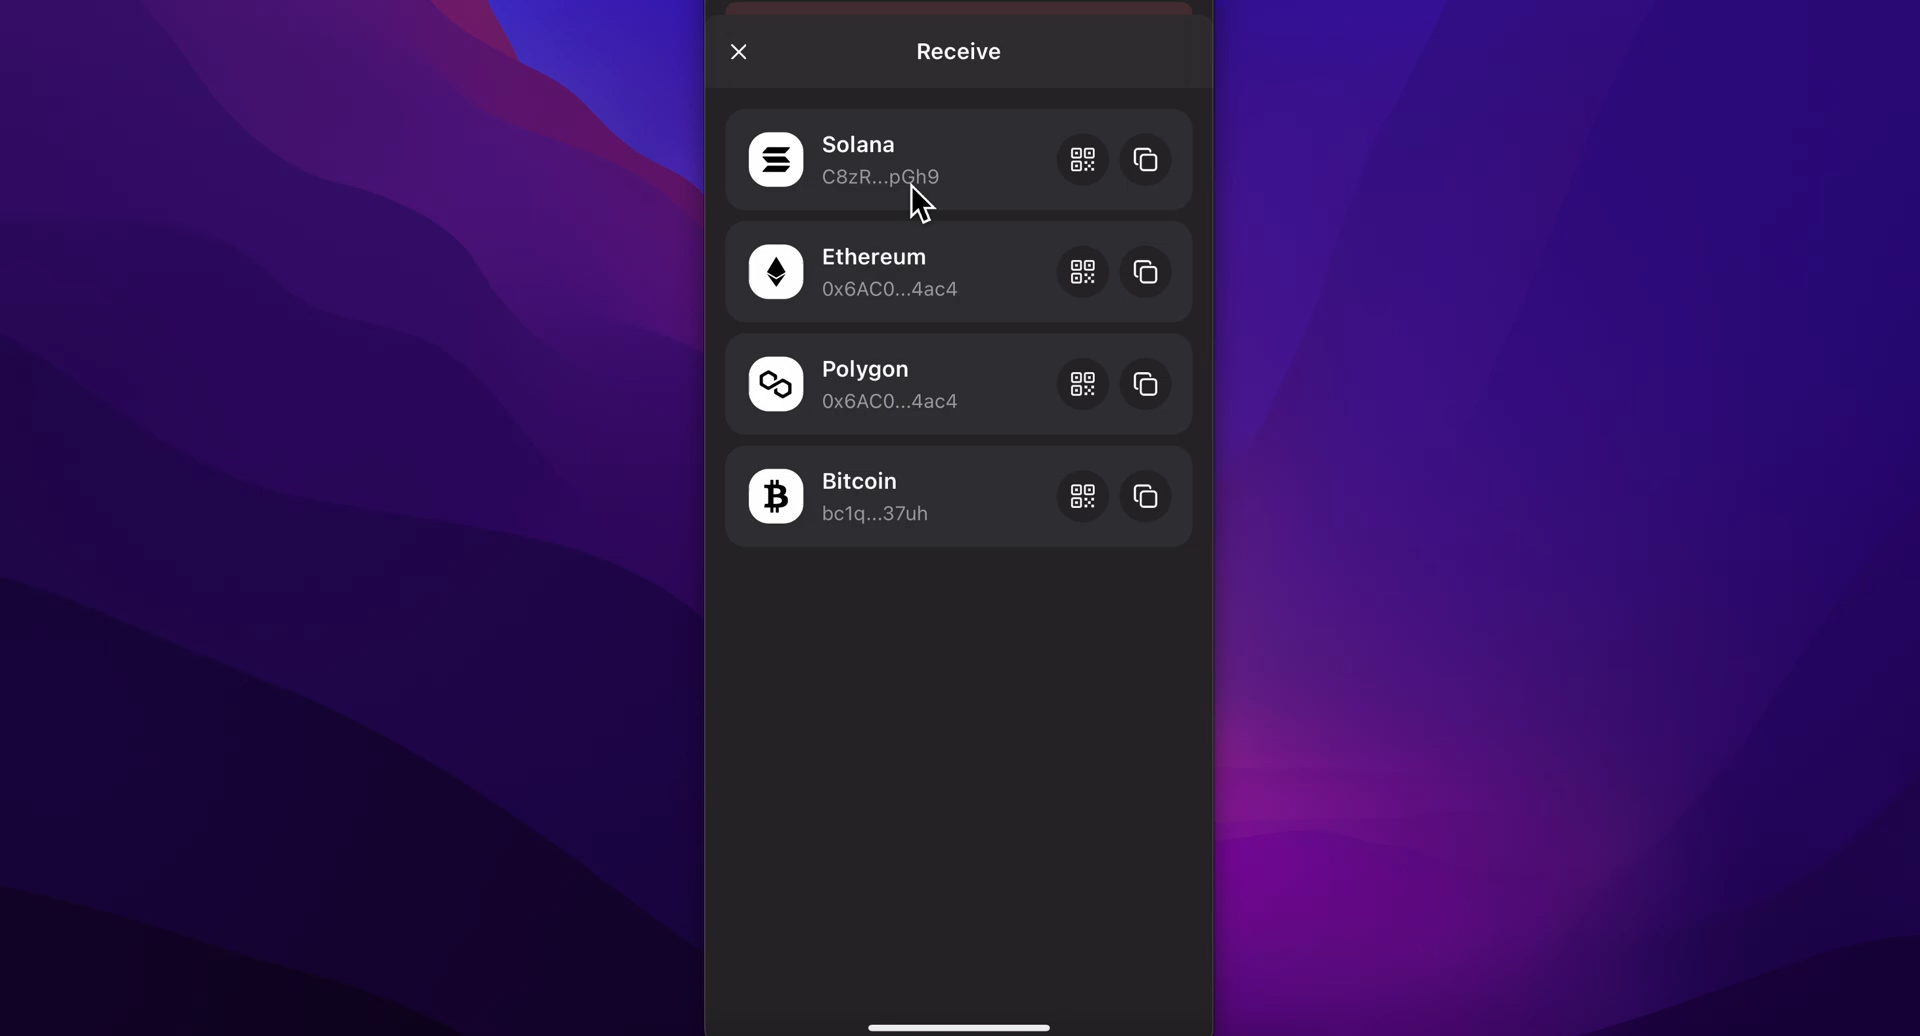 Receive
Solana
C8zR...pGh9
Ethereum
0x6AC0...4ac4
Polygon
0x6AC0...4ac4
Bitcoin
bc1q...37uh